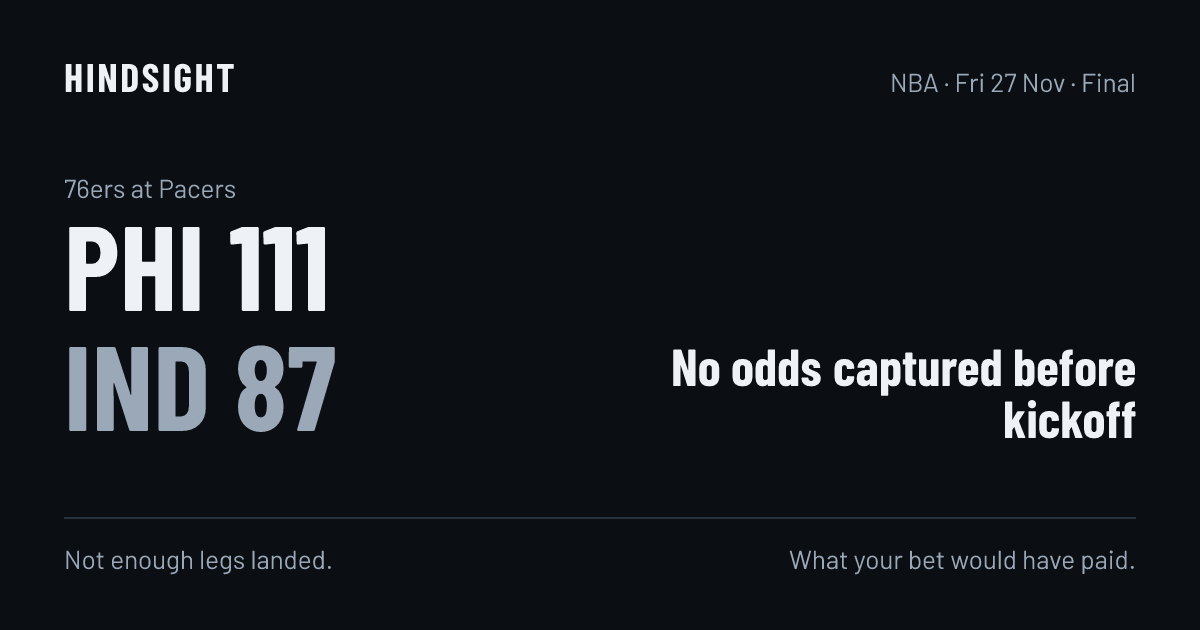 HINDSIGHT
NBA · Fri 27 Nov · Final
76ers at Pacers
PHI 111
IND 87
No odds captured before
kickoff
Not enough legs landed.
What your bet would have paid.